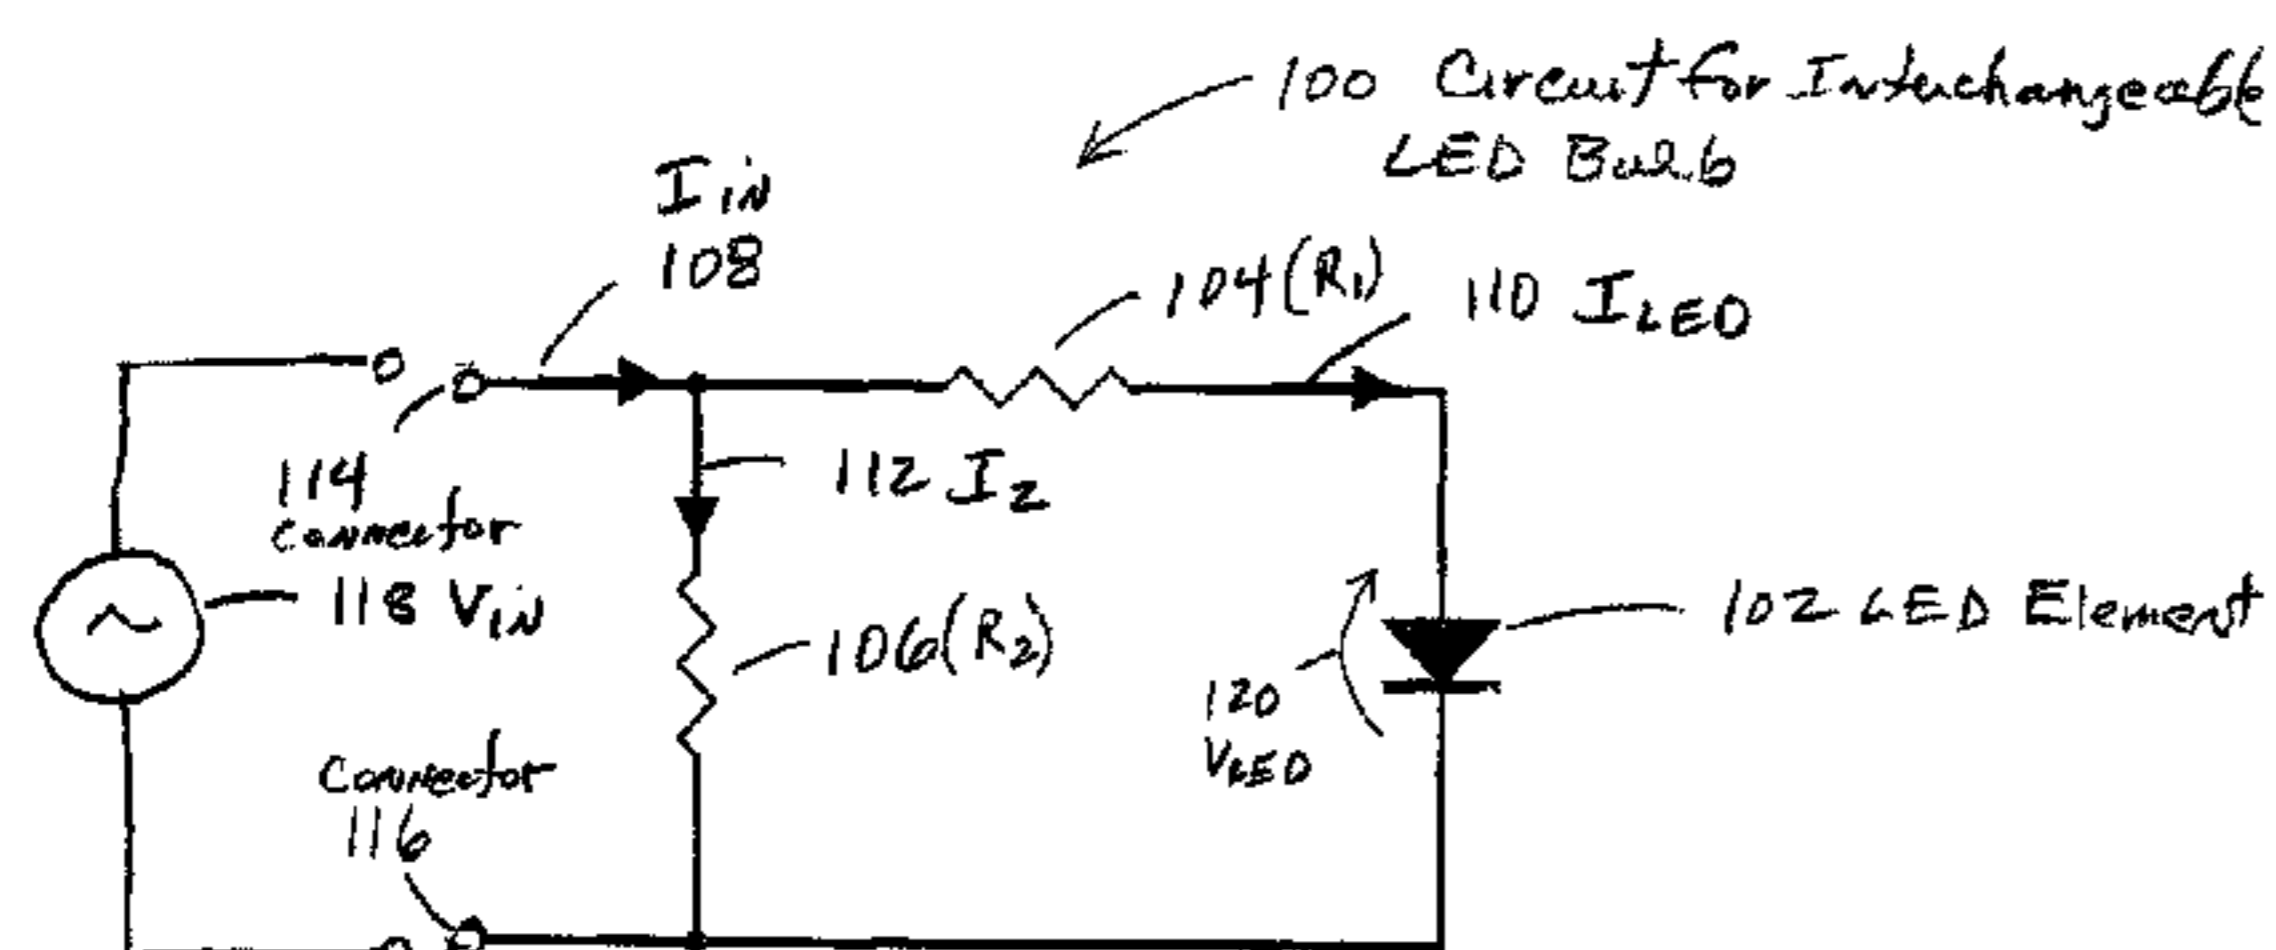 100 Circuit for Interchangeable
LED Bulb
IIN
108
104(R1)
110 ILED
114
Connector
112 I2
118 VIN
106(R2)
102 LED Element
120
VLED
Connector
116